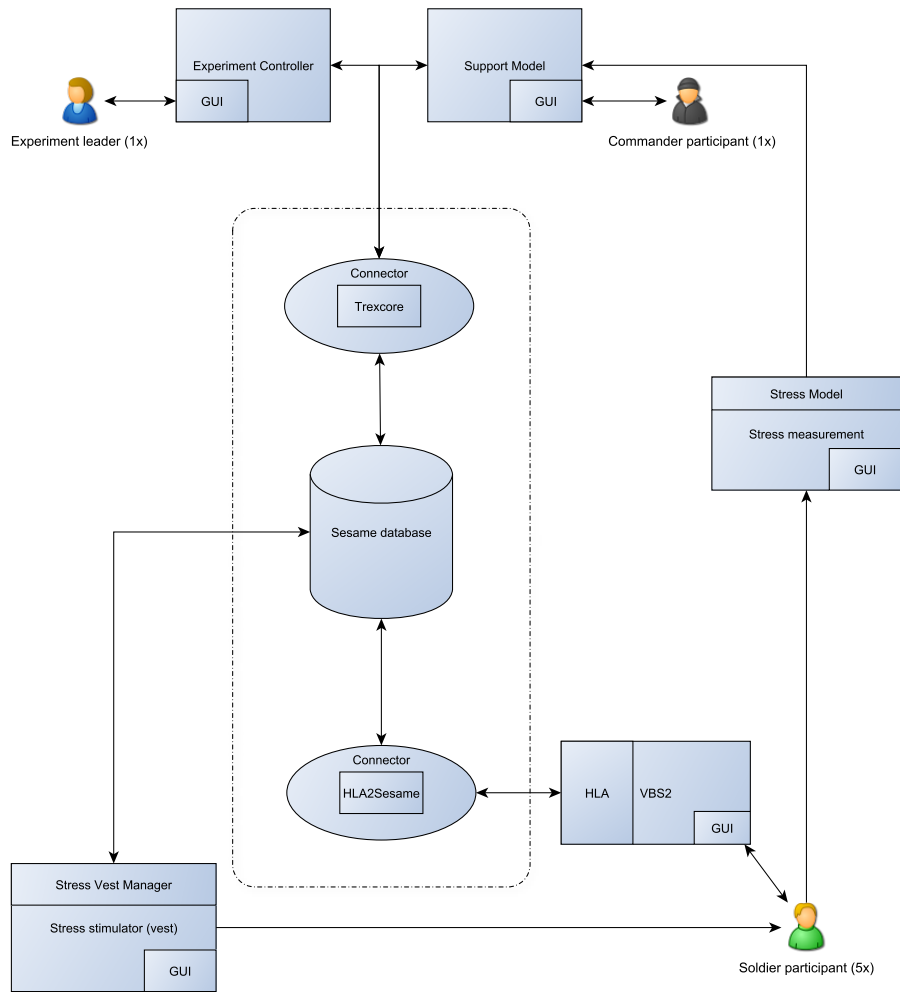 Experiment Controller
GUI
Support Model
GUI
Experiment leader (1x)
Commander participant (1x)
Connector
Trexcore
Stress Model
Stress measurement
GUI
Sesame database
Connector
HLA2Sesame
HLA
VBS2
GUI
Stress Vest Manager
Stress stimulator (vest)
GUI
Soldier participant (5x)